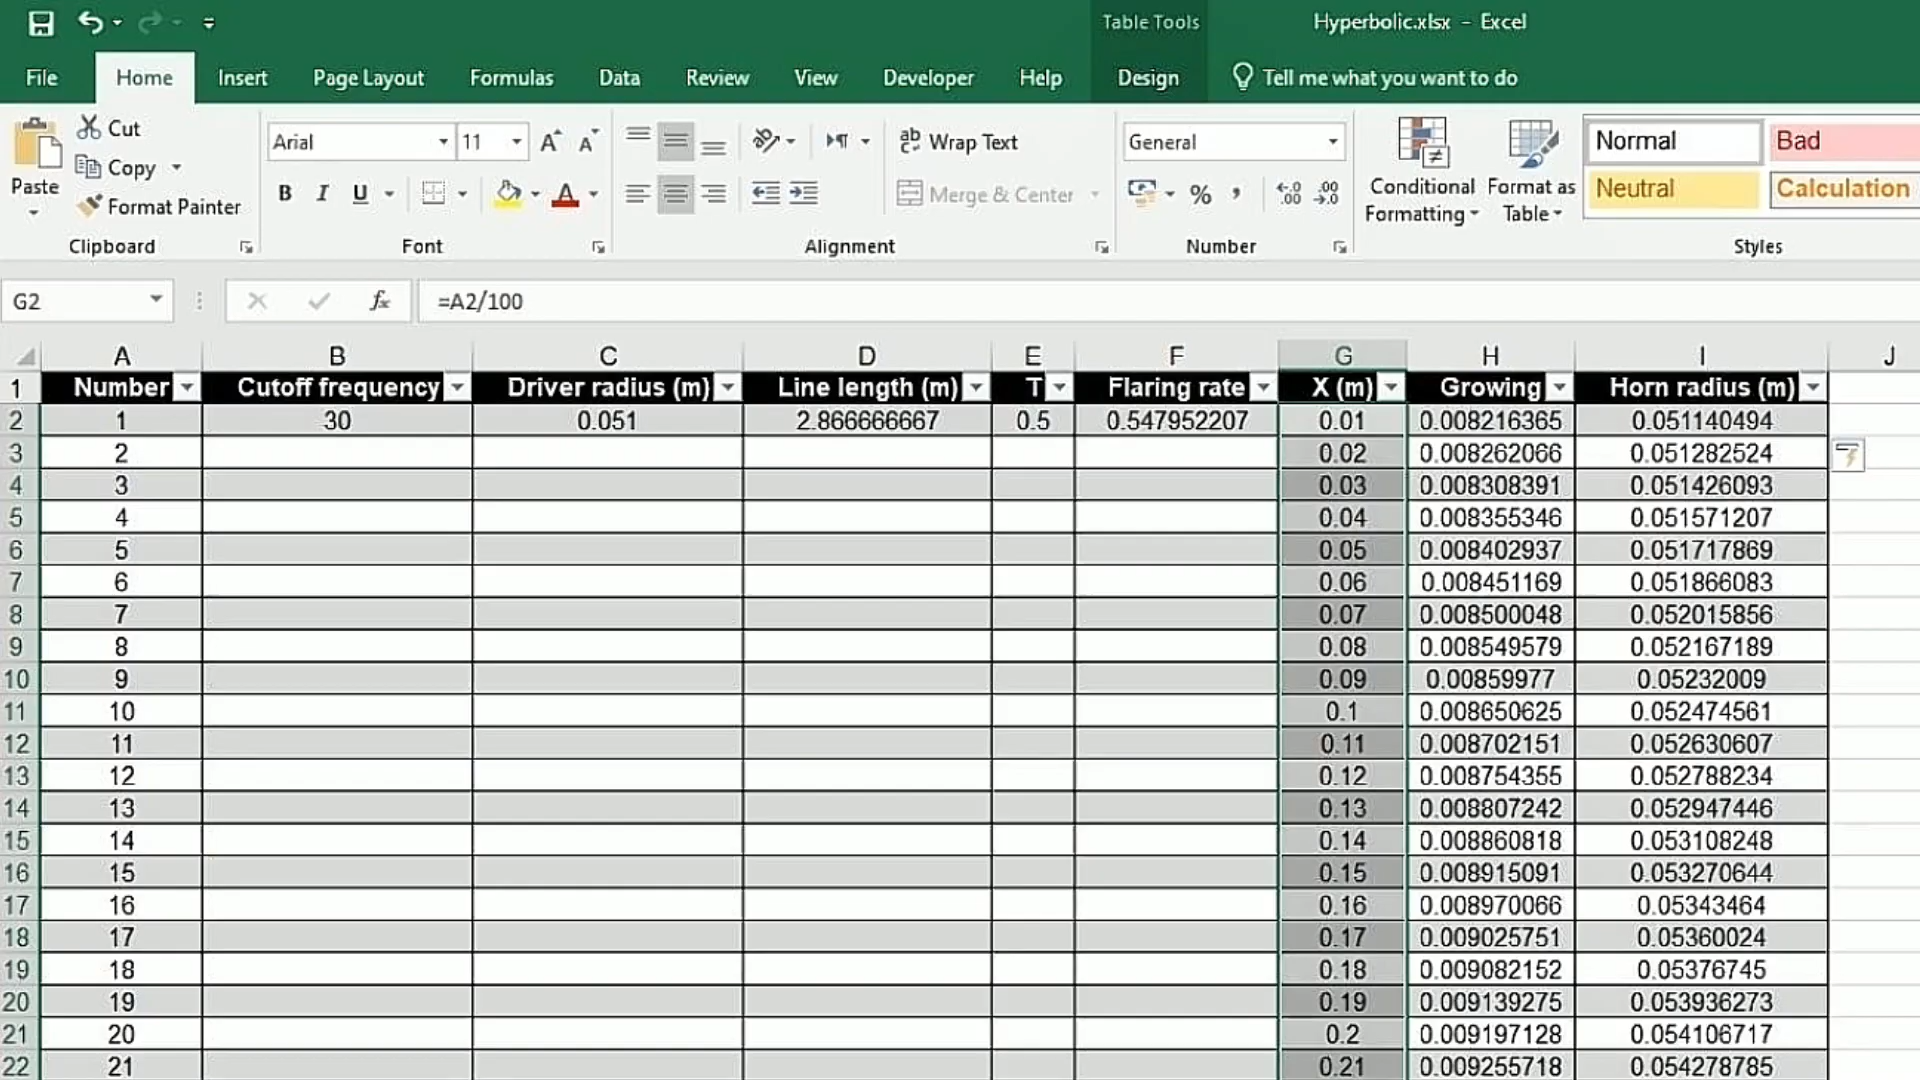 Table Tools Hyperbolic.xlsx - Excel
File Home Insert Page Layout Formulas Data Review View Developer Help Design Tell me what you want to do
Paste Cut Copy Format Painter Clipboard
Arial 11 B I U A Font
Wrap Text Merge & Center Alignment
General % , Number
Conditional Formatting Format as Table Normal Bad Neutral Calculation Styles
G2 fx =A2/100
A B C D E F G H I J
1 Number Cutoff frequency Driver radius (m) Line length (m) T Flaring rate X (m) Growing Horn radius (m)
2 1 30 0.051 2.866666667 0.5 0.547952207 0.01 0.008216365 0.051140494
3 2 0.02 0.008262066 0.051282524
4 3 0.03 0.008308391 0.051426093
5 4 0.04 0.008355346 0.051571207
6 5 0.05 0.008402937 0.051717869
7 6 0.06 0.008451169 0.051866083
8 7 0.07 0.008500048 0.052015856
9 8 0.08 0.008549579 0.052167189
10 9 0.09 0.00859977 0.05232009
11 10 0.1 0.008650625 0.052474561
12 11 0.11 0.008702151 0.052630607
13 12 0.12 0.008754355 0.052788234
14 13 0.13 0.008807242 0.052947446
15 14 0.14 0.008860818 0.053108248
16 15 0.15 0.008915091 0.053270644
17 16 0.16 0.008970066 0.05343464
18 17 0.17 0.009025751 0.05360024
19 18 0.18 0.009082152 0.05376745
20 19 0.19 0.009139275 0.053936273
21 20 0.2 0.009197128 0.054106717
22 21 0.21 0.009255718 0.054278785